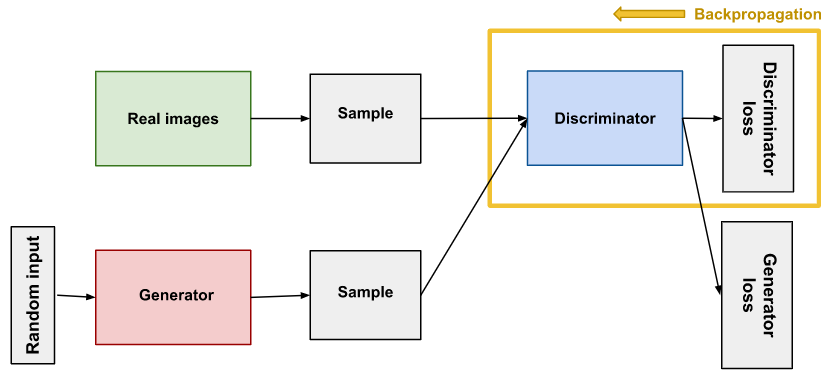 Backpropagation
Real images
Sample
Discriminator
Discriminator
loss
Random input
Generator
Sample
Generator
loss